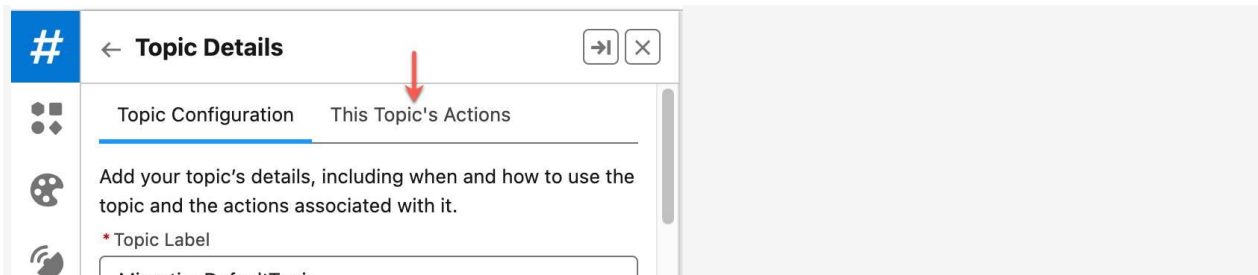 #
← Topic Details
Topic Configuration This Topic's Actions
Add your topic’s details, including when and how to use the
topic and the actions associated with it.
* Topic Label